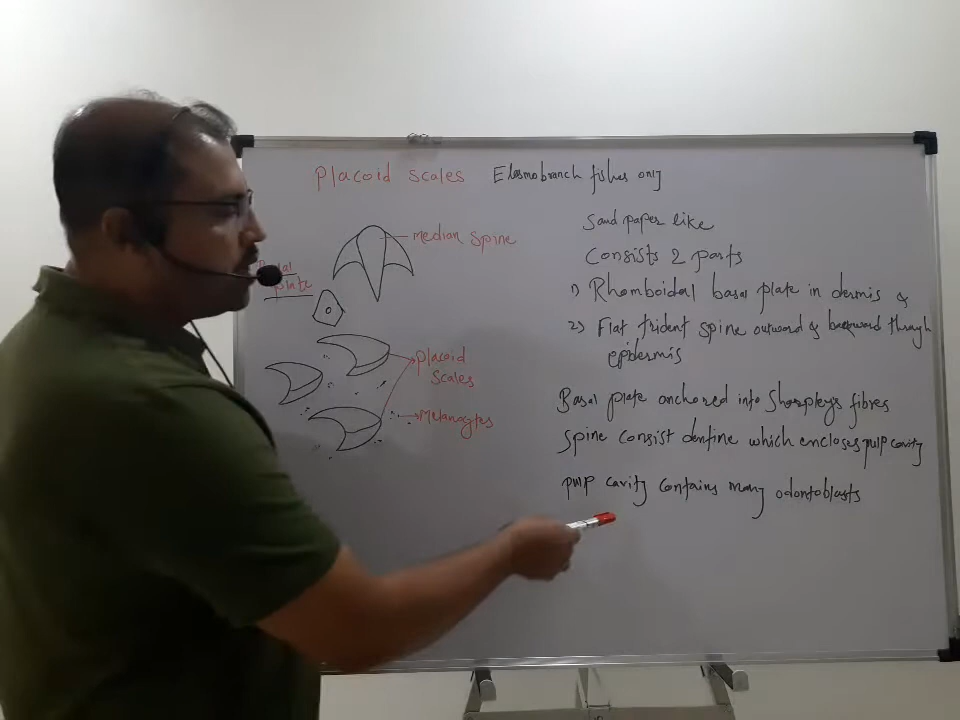 Placoid scales Elasmobranch fishes only
Median Spine
plate
Placoid
Scales
Melanocytes
Sand paper like
Consists 2 parts
1) Rhomboidal basal plate in dermis &
2) Flat trident spine outward & backward through
epidermis
Basal plate anchored into Sharpleys fibres
Spine consist dentine which encloses pulp cavity
pulp cavity contains many odontoblasts